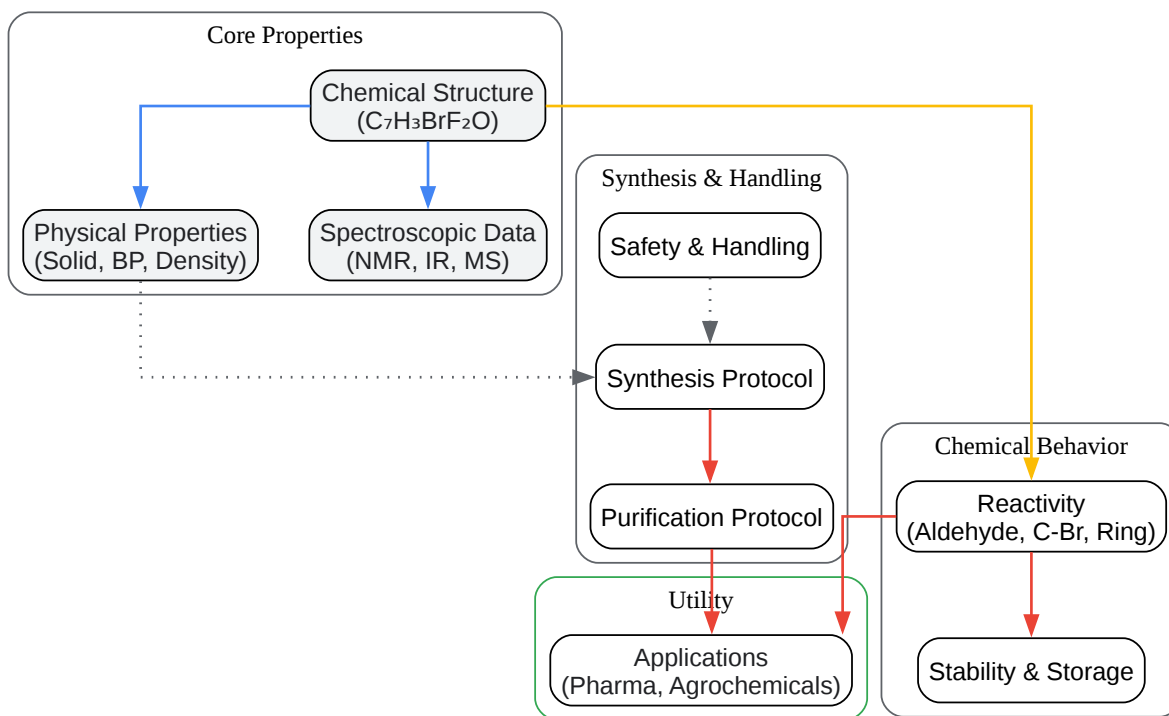 Core Properties
Chemical Structure
(C₇H₃BrF₂O)
Physical Properties
(Solid, BP, Density)
Spectroscopic Data
(NMR, IR, MS)
Synthesis & Handling
Safety & Handling
Synthesis Protocol
Purification Protocol
Chemical Behavior
Reactivity
(Aldehyde, C-Br, Ring)
Stability & Storage
Utility
Applications
(Pharma, Agrochemicals)